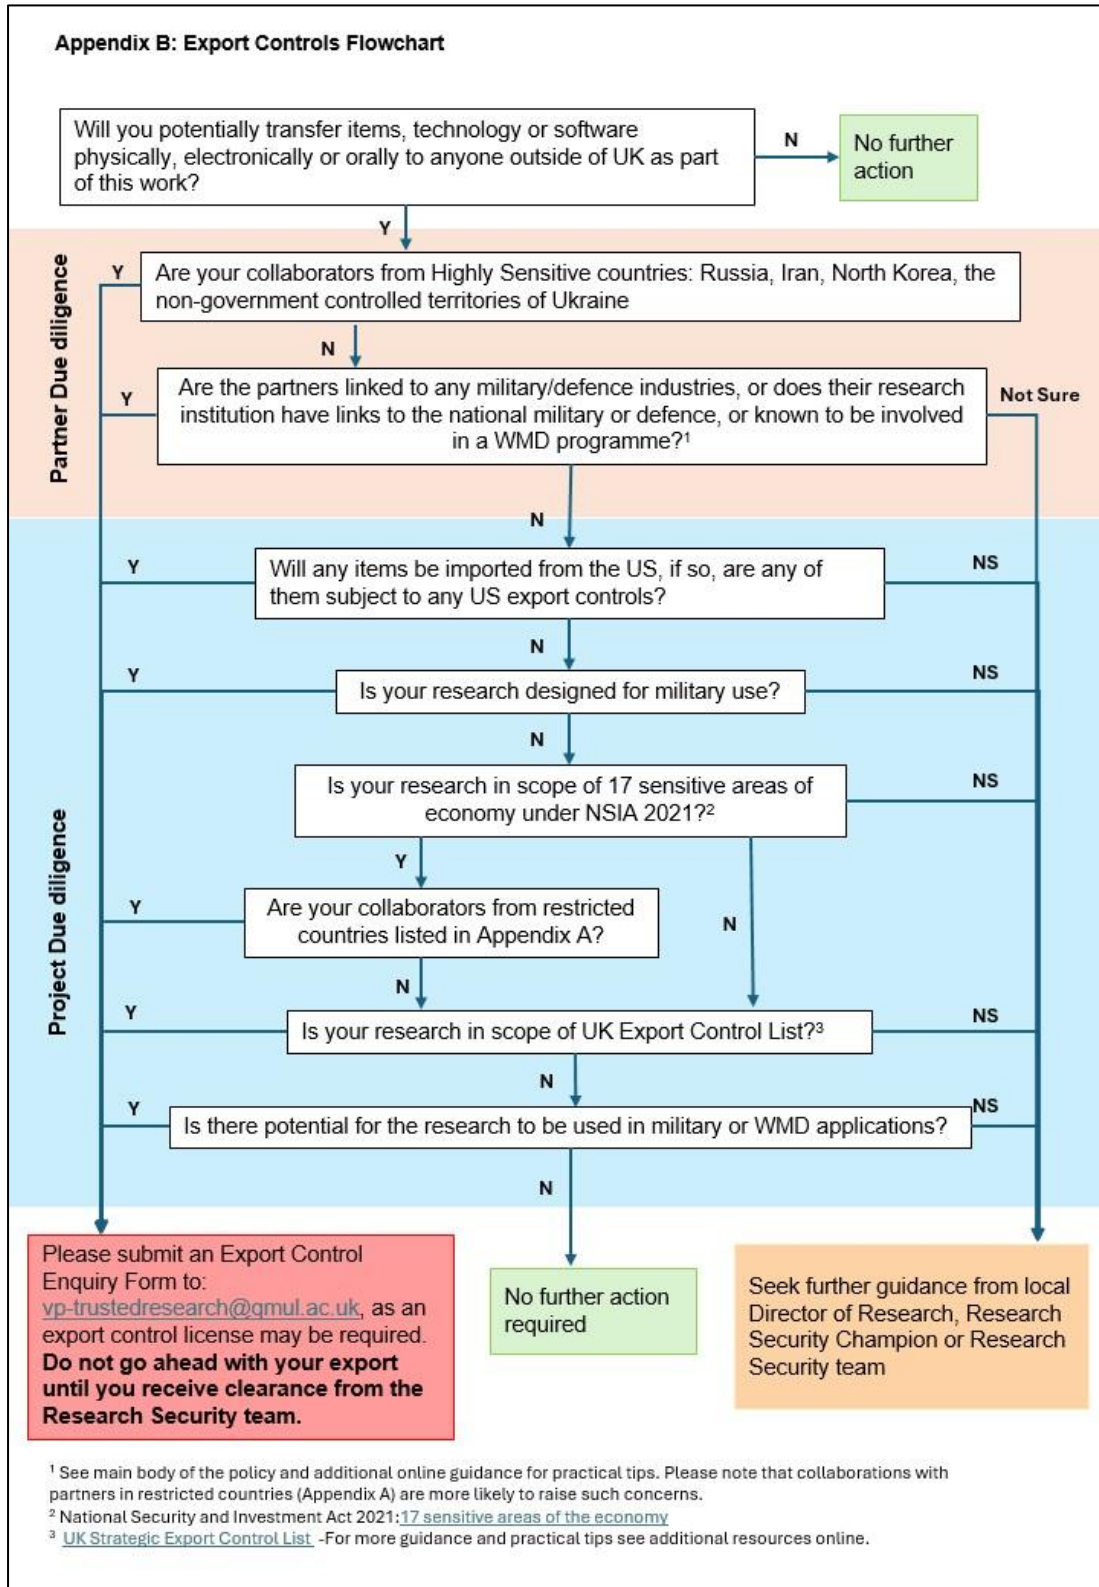 Appendix B: Export Controls Flowchart
Will you potentially transfer items, technology or software
physically, electronically or orally to anyone outside of UK as part
of this work?
N
No further
action
Y
Partner Due diligence
Y
Are your collaborators from Highly Sensitive countries: Russia, Iran, North Korea, the
non-government controlled territories of Ukraine
N
Y
Are the partners linked to any military/defence industries, or does their research
institution have links to the national military or defence, or known to be involved
in a WMD programme?¹
Not Sure
N
Project Due diligence
Y
Will any items be imported from the US, if so, are any of
them subject to any US export controls?
NS
N
Y
Is your research designed for military use?
NS
N
Is your research in scope of 17 sensitive areas of
economy under NSIA 2021?²
NS
Y
N
Y
Are your collaborators from restricted
countries listed in Appendix A?
N
Y
Is your research in scope of UK Export Control List?³
NS
N
Y
Is there potential for the research to be used in military or WMD applications?
NS
N
Please submit an Export Control
Enquiry Form to:
vp-trustedresearch@qmul.ac.uk, as an
export control license may be required.
Do not go ahead with your export
until you receive clearance from the
Research Security team.
No further action
required
Seek further guidance from local
Director of Research, Research
Security Champion or Research
Security team
¹ See main body of the policy and additional online guidance for practical tips. Please note that collaborations with
partners in restricted countries (Appendix A) are more likely to raise such concerns.
² National Security and Investment Act 2021:17 sensitive areas of the economy
³ UK Strategic Export Control List -For more guidance and practical tips see additional resources online.